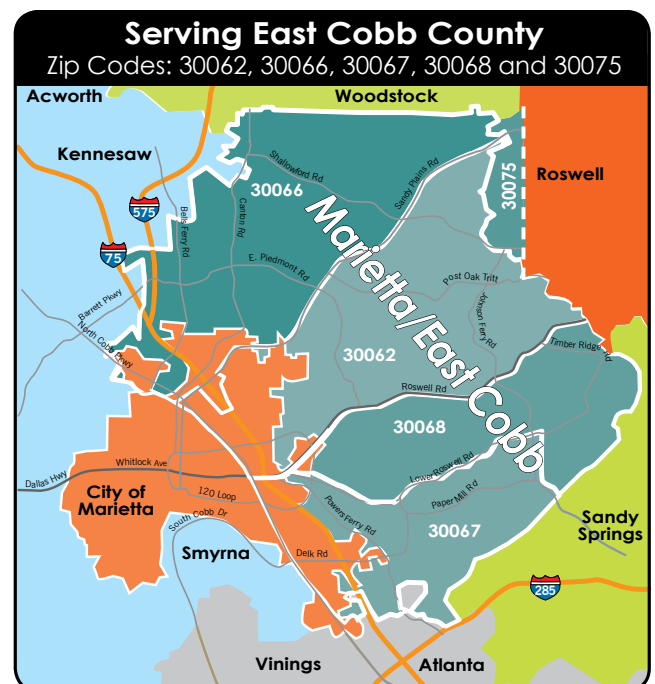 Serving East Cobb County
Zip Codes: 30062, 30066, 30067, 30068 and 30075
Acworth
Woodstock
Kennesaw
Roswell
Shallowford Rd
Sandy Plains Rd
30066
30075
575
Bells Ferry Rd
Canton Rd
75
E. Piedmont Rd
Post Oak Tritt
Marietta/East Cobb
Barrett Pkwy
North Cobb Pkwy
Johnson Ferry Rd
Timber Ridge Rd
30062
Roswell Rd
30068
Whitlock Ave
Lower Roswell Rd
Dallas Hwy
City of
Marietta
120 Loop
Paper Mill Rd
Powers Ferry Rd
South Cobb Dr
30067
Sandy
Springs
Smyrna
Delk Rd
285
Vinings
Atlanta